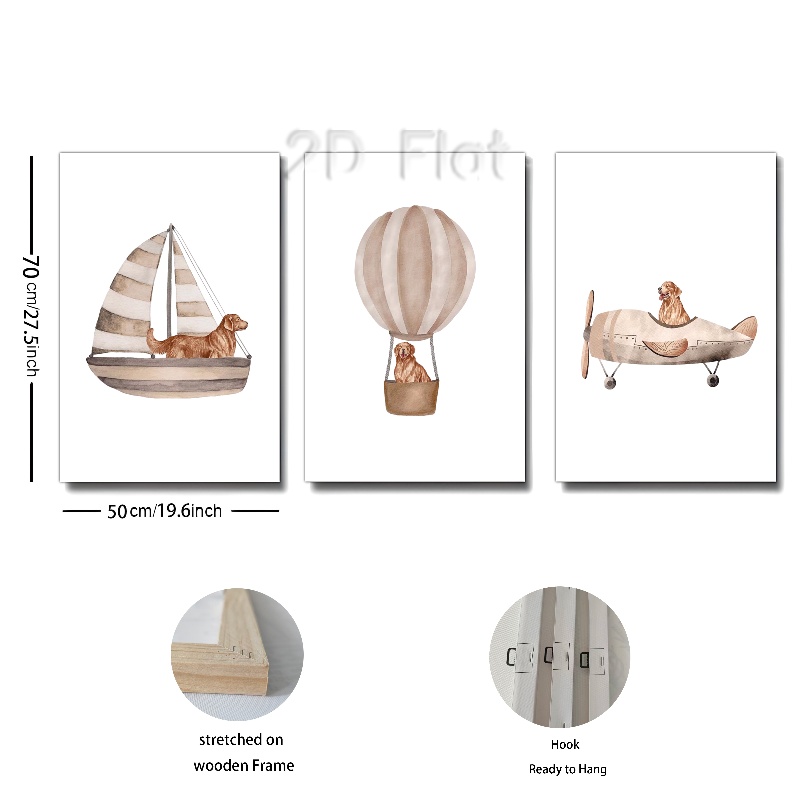 2D Flat
70 cm/27.5inch
50cm/19.6inch
stretched on
wooden Frame
Hook
Ready to Hang